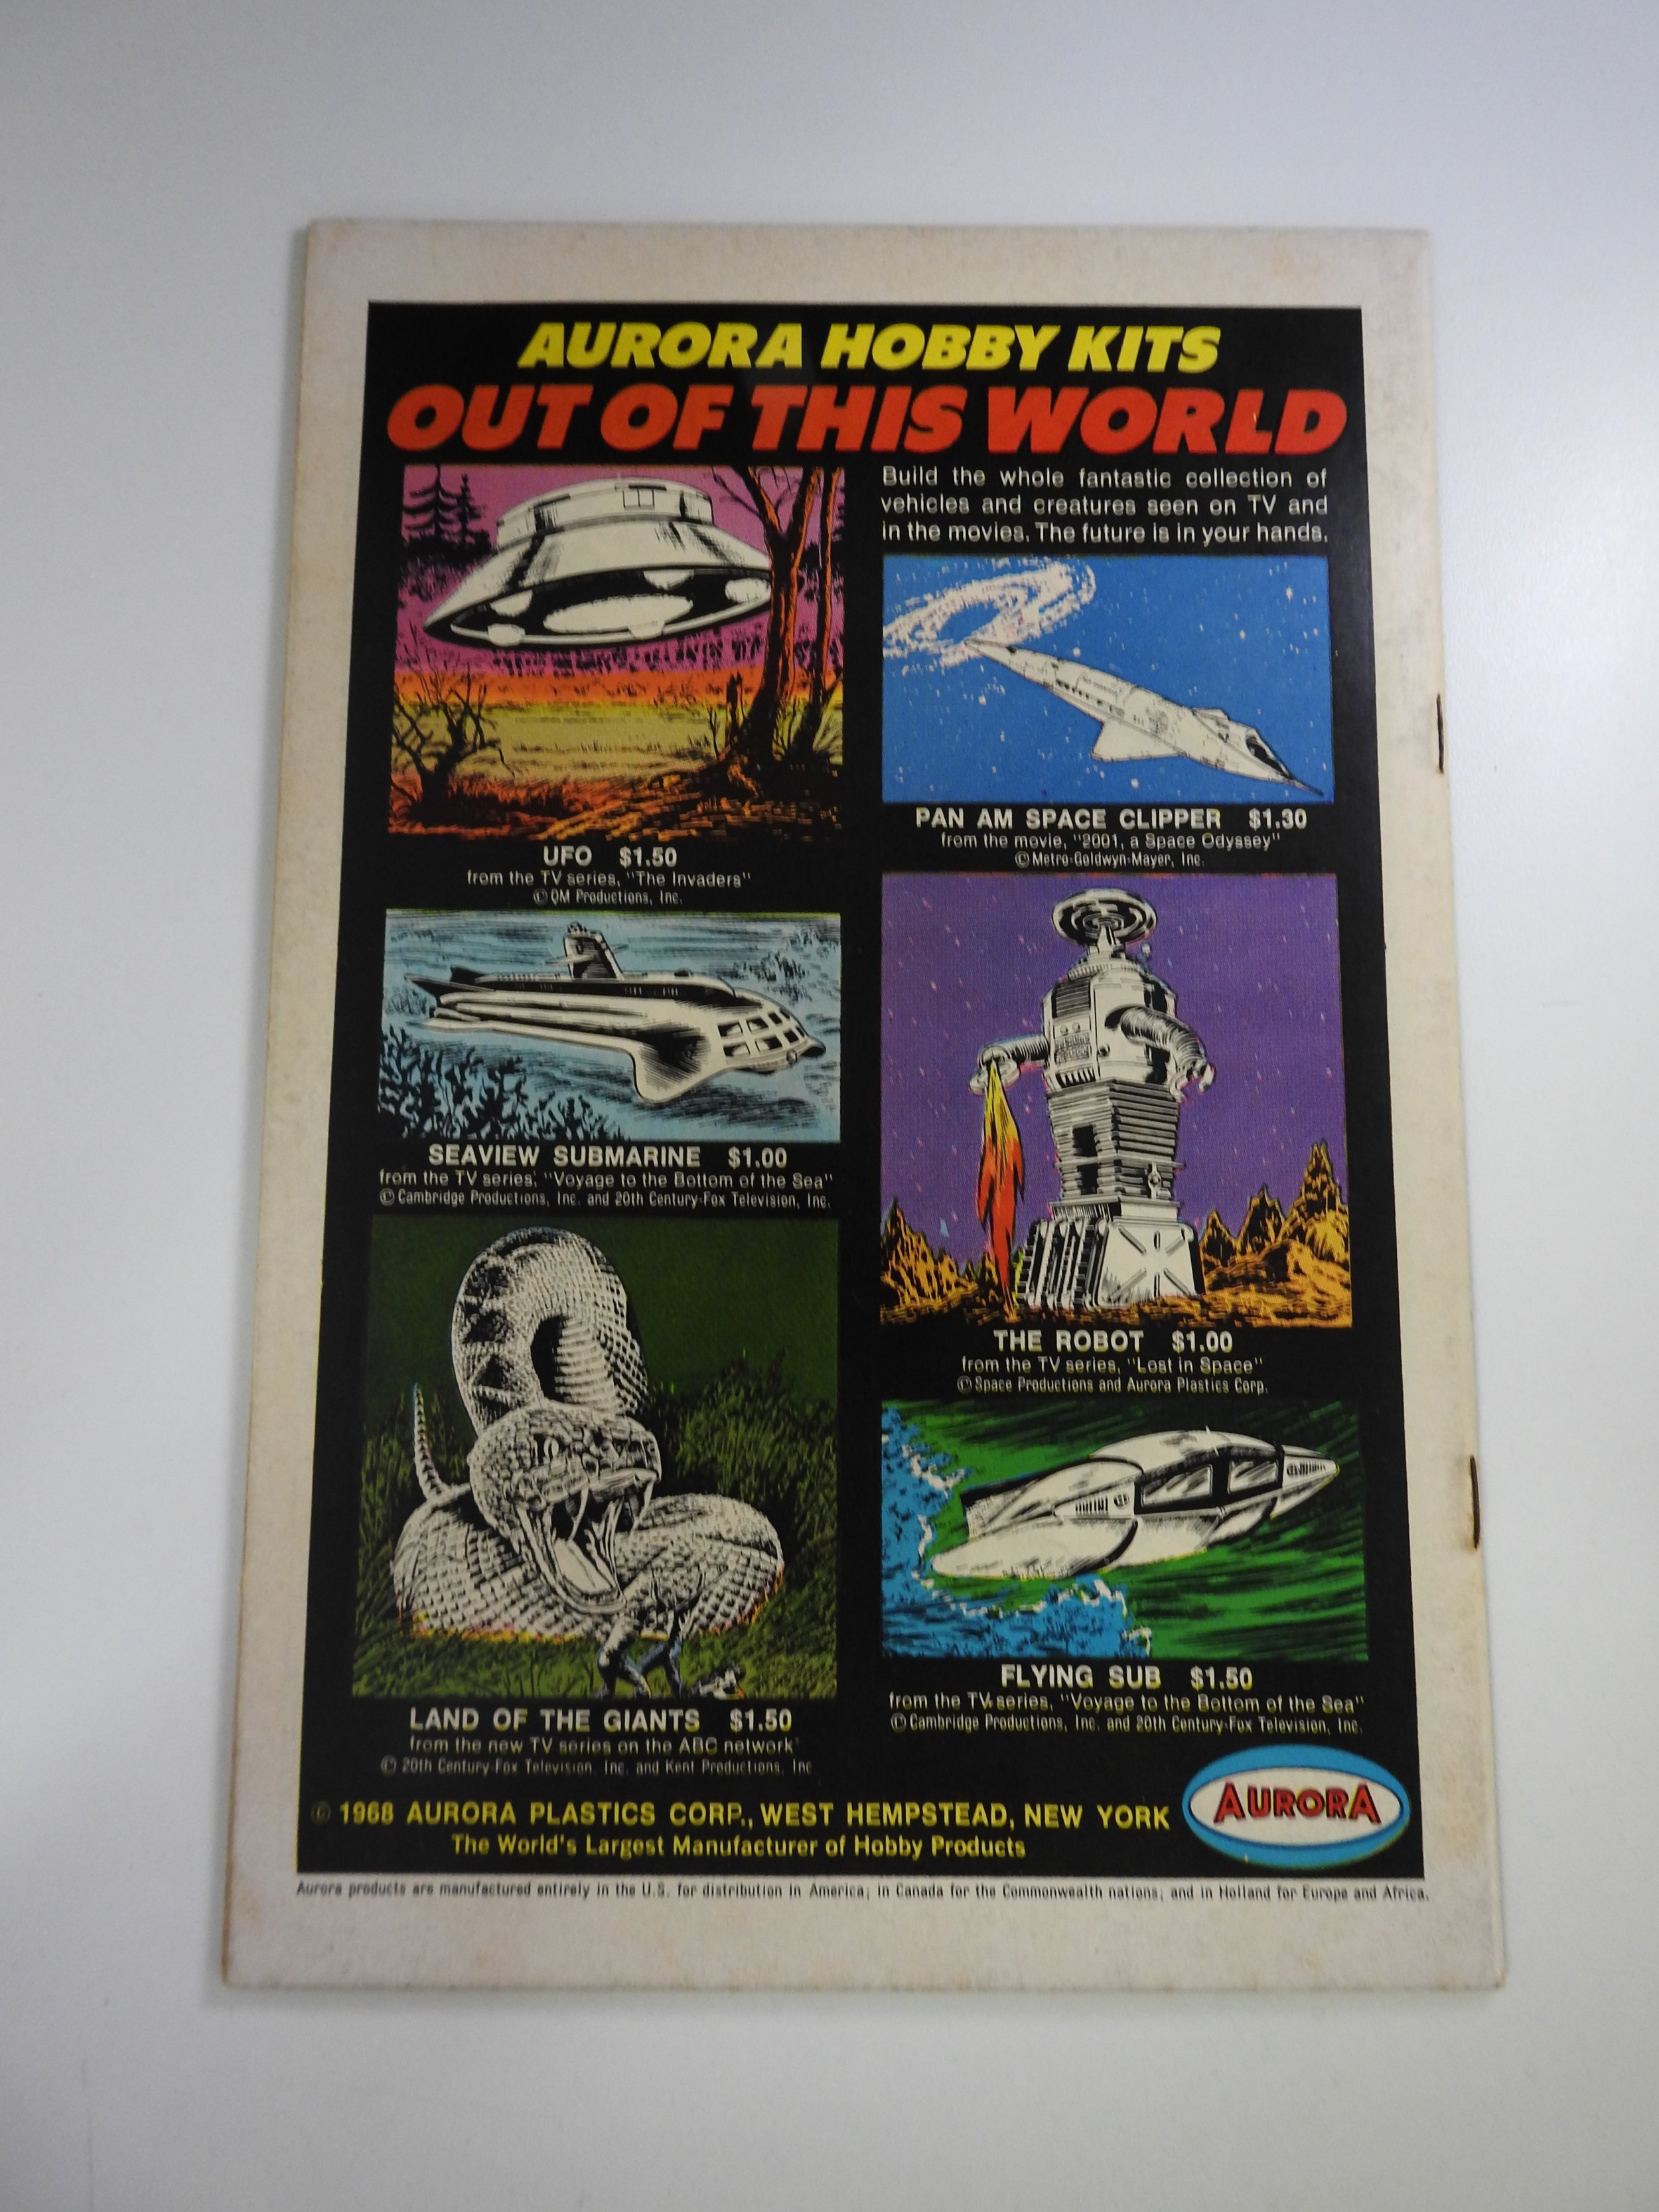 AURORA HOBBY KITS
OUT OF THIS WORLD
Build the whole fantastic collection of
vehicles and creatures seen on TV and
in the movies. The future is in your hands.
UFO $1.50
from the TV series, "The Invaders"
© QM Productions, Inc.
PAN AM SPACE CLIPPER $1.30
from the movie, "2001, a Space Odyssey"
© Metro-Goldwyn-Mayer, Inc.
SEAVIEW SUBMARINE $1.00
from the TV series, "Voyage to the Bottom of the Sea"
© Cambridge Productions, Inc. and 20th Century-Fox Television, Inc.
THE ROBOT $1.00
from the TV series, "Lost in Space"
© Space Productions and Aurora Plastics Corp.
LAND OF THE GIANTS $1.50
from the new TV series on the ABC network
© 20th Century-Fox Television, Inc. and Kent Productions, Inc
FLYING SUB $1.50
from the TV series, "Voyage to the Bottom of the Sea"
© Cambridge Productions, Inc. and 20th Century-Fox Television, Inc.
© 1968 AURORA PLASTICS CORP., WEST HEMPSTEAD, NEW YORK
The World's Largest Manufacturer of Hobby Products
AURORA
Aurora products are manufactured entirely in the U.S. for distribution in America; in Canada for the Commonwealth nations; and in Holland for Europe and Africa.